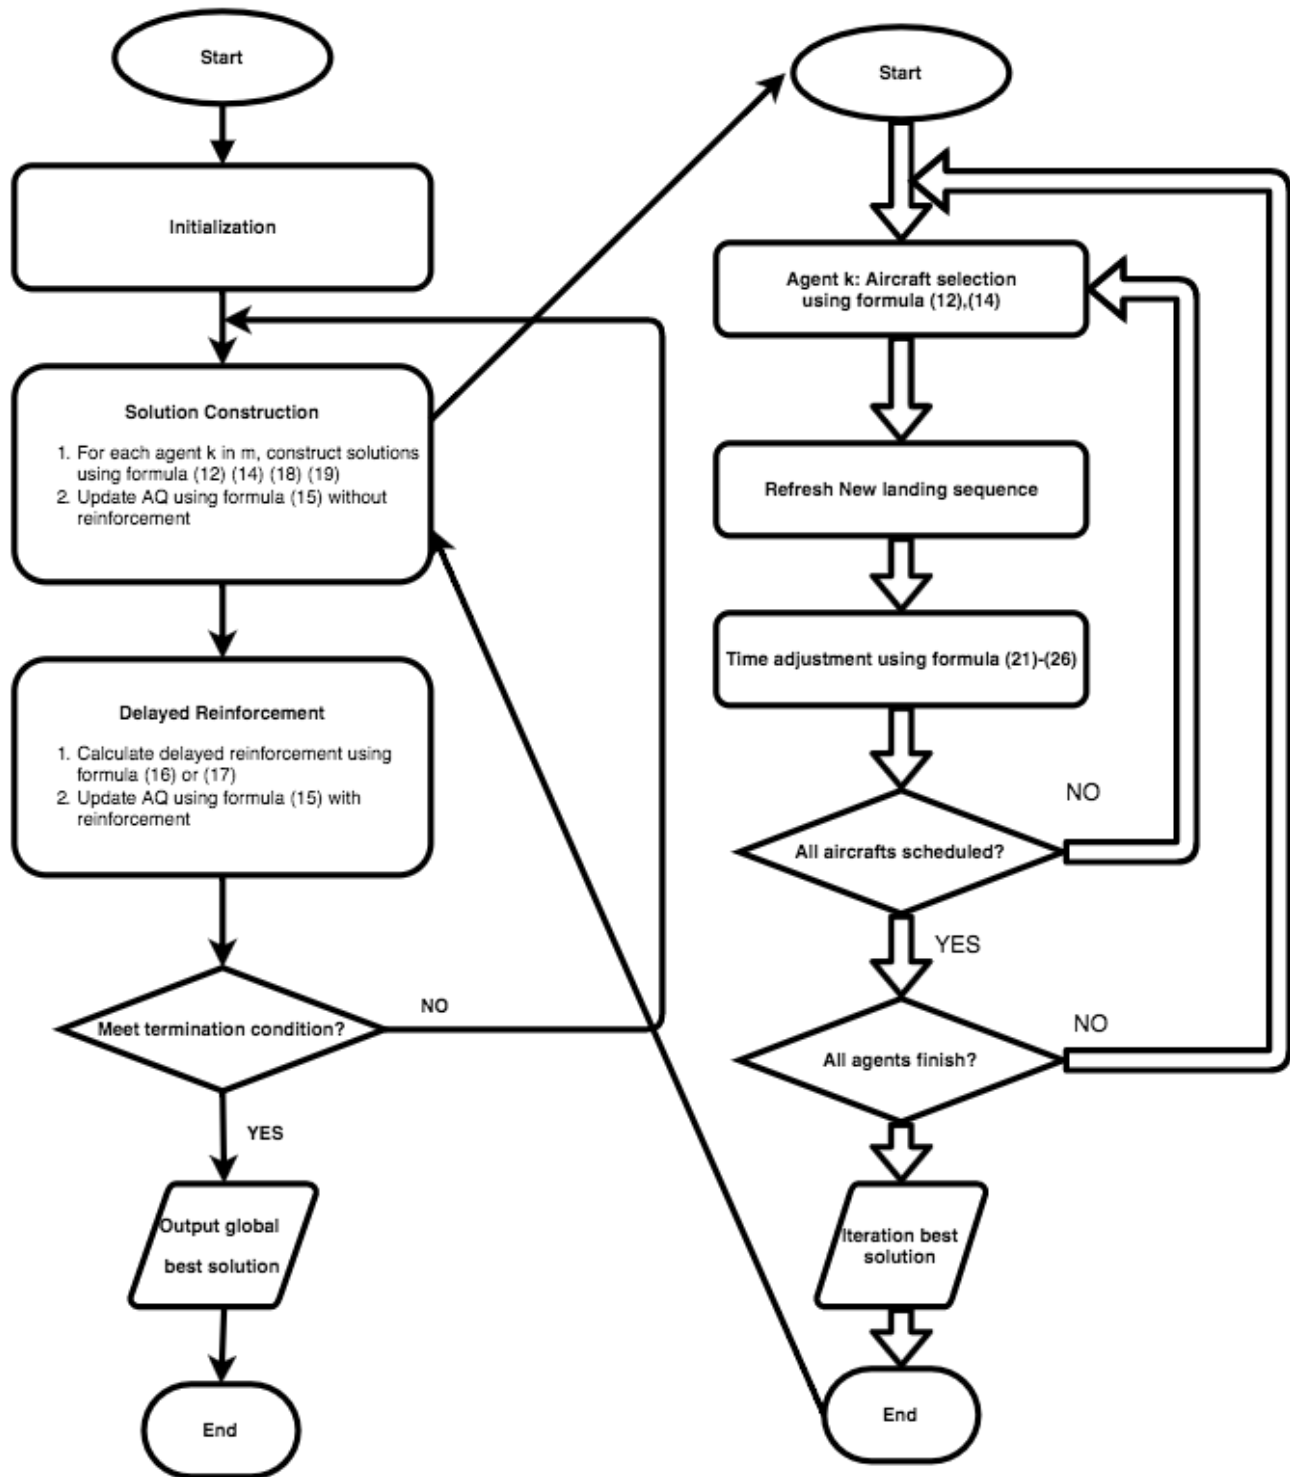 Start
Initialization
Solution Construction
1. For each agent k in m, construct solutions
using formula (12) (14) (18) (19)
2. Update AQ using formula (15) without
reinforcement
Delayed Reinforcement
1. Calculate delayed reinforcement using
formula (16) or (17)
2. Update AQ using formula (15) with
reinforcement
Meet termination condition?
NO
YES
Output global
best solution
End
Start
Agent k: Aircraft selection
using formula (12),(14)
Refresh New landing sequence
Time adjustment using formula (21)-(26)
All aircrafts scheduled?
NO
YES
All agents finish?
NO
Iteration best
solution
End